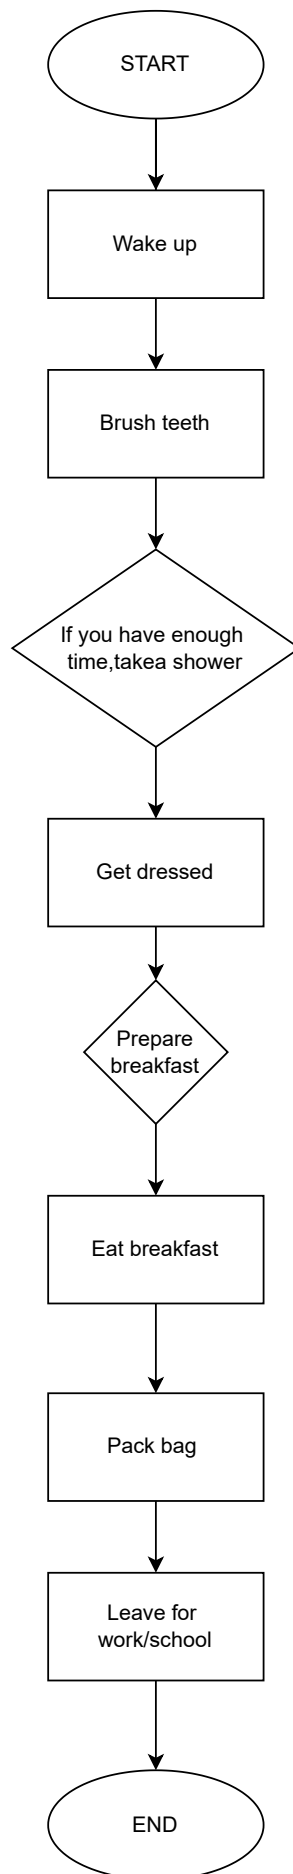 START
Wake up
Brush teeth
If you have enough
time,takea shower
Get dressed
Prepare
breakfast
Eat breakfast
Pack bag
Leave for
work/school
END